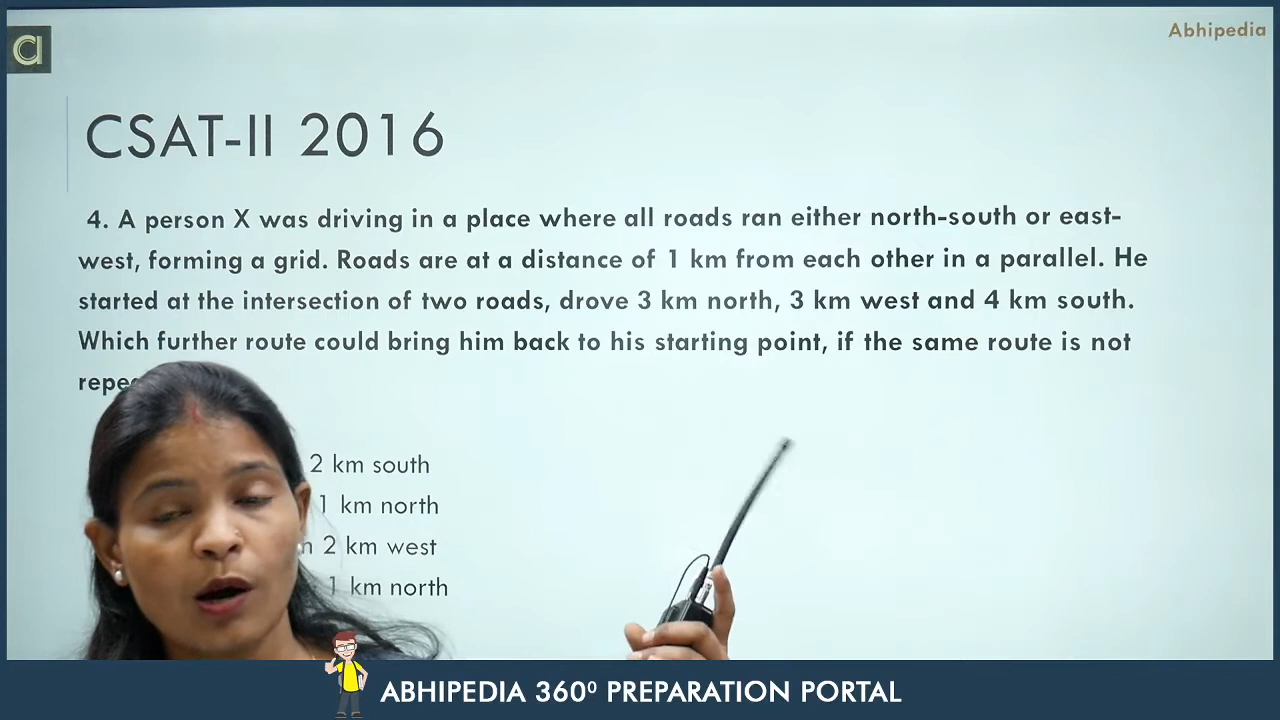 Abhipedia
CSAT-II 2016
4. A person X was driving in a place where all roads ran either north-south or east-
west, forming a grid. Roads are at a distance of 1 km from each other in a parallel. He
started at the intersection of two roads, drove 3 km north, 3 km west and 4 km south.
Which further route could bring him back to his starting point, if the same route is not
2 km south
1 km north
2 km west
1 km north
ABHIPEDIA 360⁰ PREPARATION PORTAL